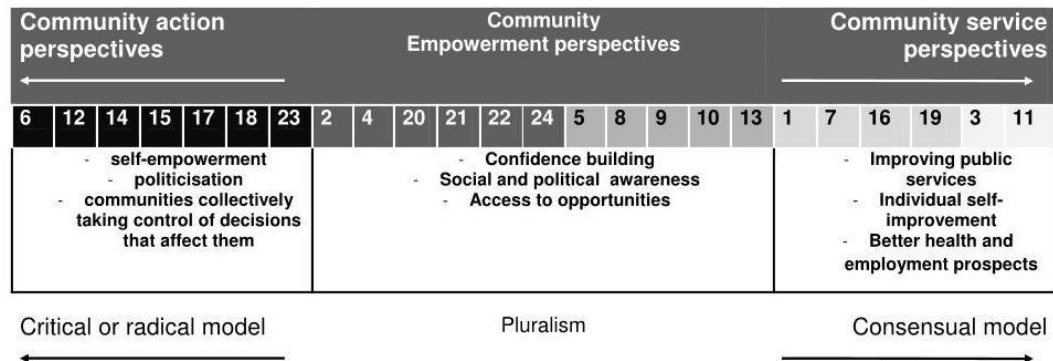 Community action
perspectives
Community
Empowerment perspectives
Community service
perspectives
6 12 14 15 17 18 23 2 4 20 21 22 24 5 8 9 10 13 1 7 16 19 3 11
- self-empowerment
- politicisation
- communities collectively
taking control of decisions
that affect them
- Confidence building
- Social and political awareness
- Access to opportunities
- Improving public
services
- Individual self-
improvement
- Better health and
employment prospects
Critical or radical model
Pluralism
Consensual model